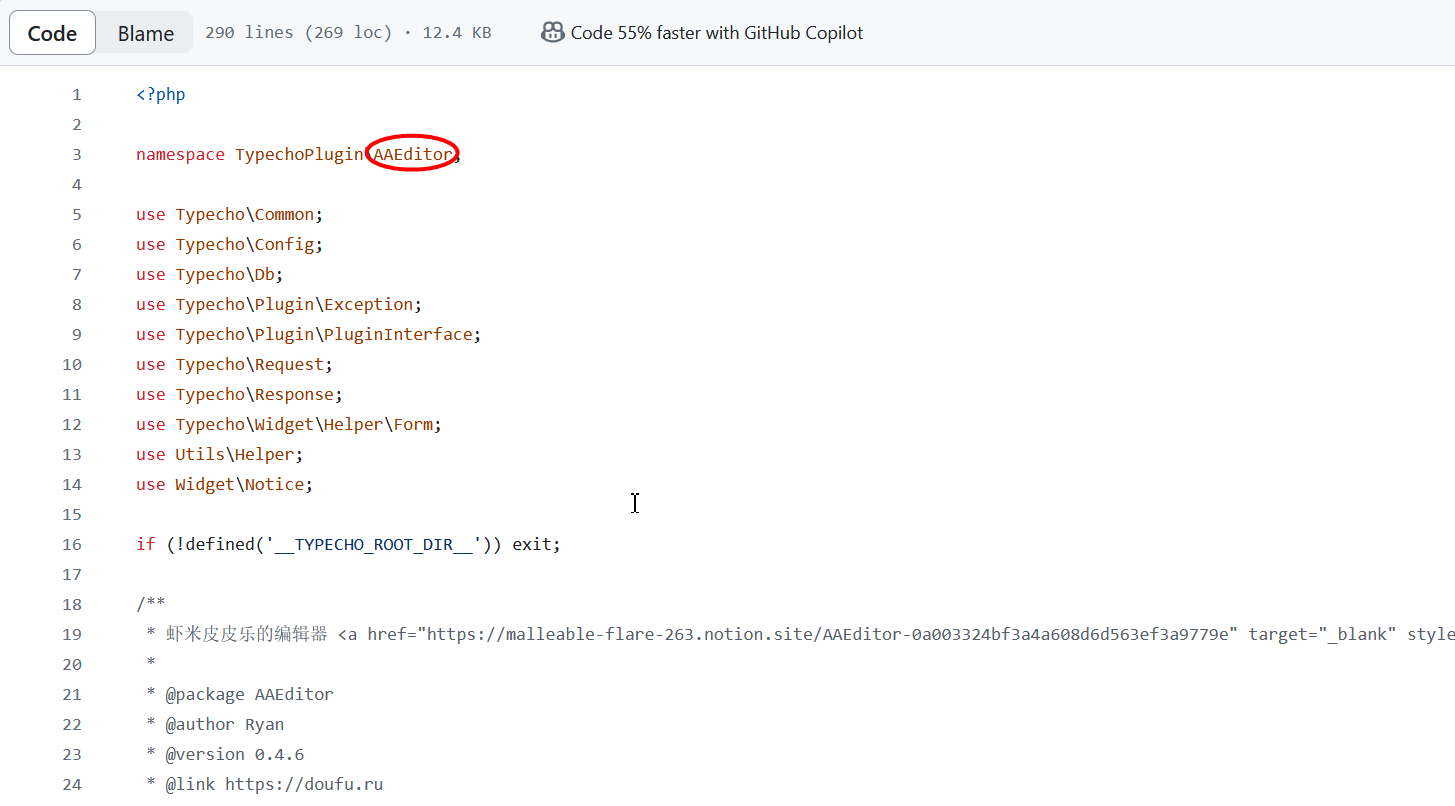 Code Blame 290 lines (269 loc) · 12.4 KB Code 55% faster with GitHub Copilot
1 <?php
2
3 namespace TypechoPlugin\AAEditor;
4
5 use Typecho\Common;
6 use Typecho\Config;
7 use Typecho\Db;
8 use Typecho\Plugin\Exception;
9 use Typecho\Plugin\PluginInterface;
10 use Typecho\Request;
11 use Typecho\Response;
12 use Typecho\Widget\Helper\Form;
13 use Utils\Helper;
14 use Widget\Notice;
15
16 if (!defined('__TYPECHO_ROOT_DIR__')) exit;
17
18 /**
19 * 虾米皮皮乐的编辑器 <a href="https://malleable-flare-263.notion.site/AAEditor-0a003324bf3a4a608d6d563ef3a9779e" target="_blank" style
20 *
21 * @package AAEditor
22 * @author Ryan
23 * @version 0.4.6
24 * @link https://doufu.ru